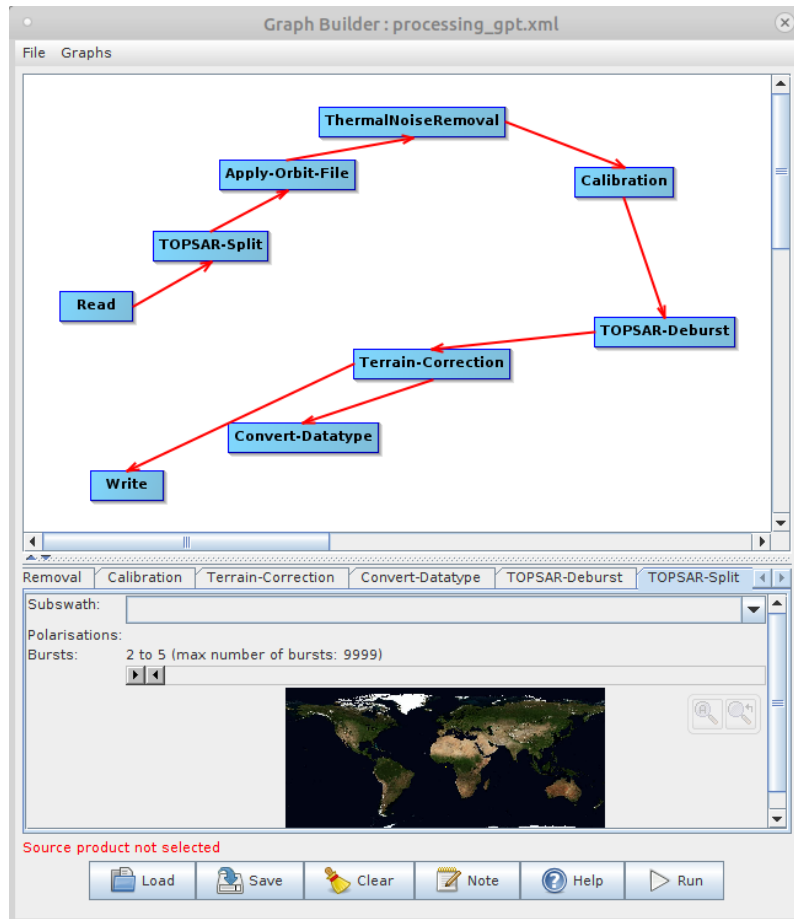 Graph Builder : processing_gpt.xml
File Graphs
ThermalNoiseRemoval
Apply-Orbit-File
Calibration
TOPSAR-Split
Read
TOPSAR-Deburst
Terrain-Correction
Convert-Datatype
Write
Removal Calibration Terrain-Correction Convert-Datatype TOPSAR-Deburst TOPSAR-Split
Subswath:
Polarisations:
Bursts: 2 to 5 (max number of bursts: 9999)
Source product not selected
Load Save Clear Note Help Run